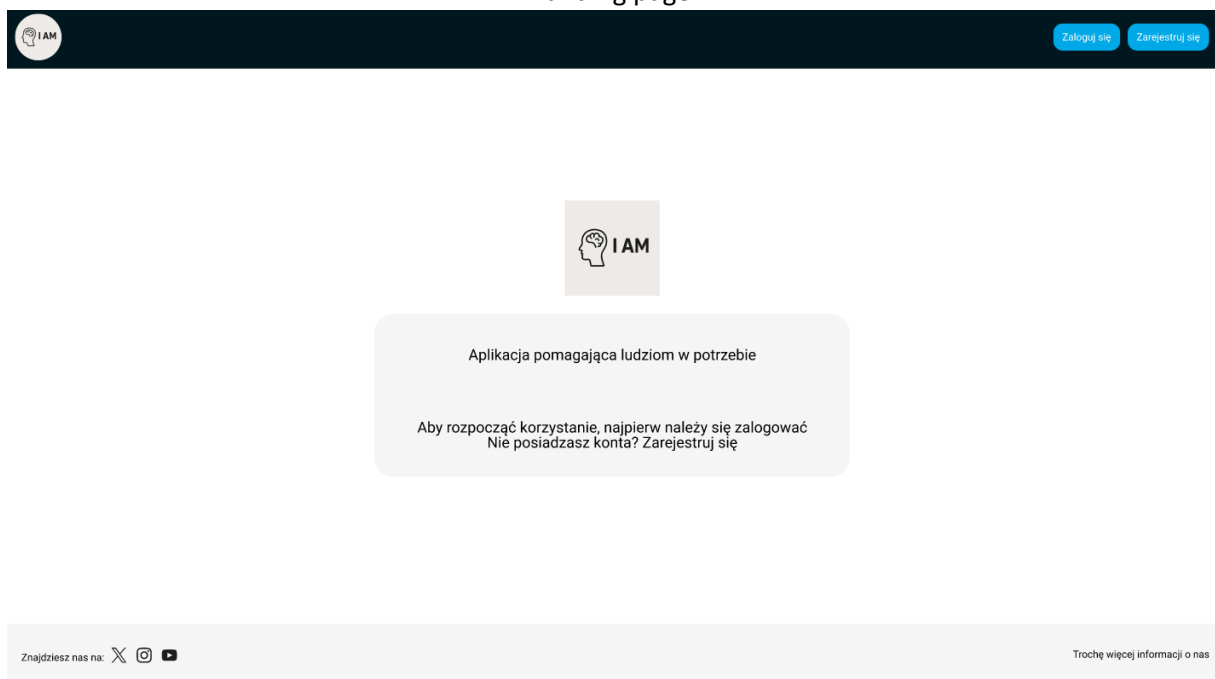 I AM
Zaloguj się
Zarejestruj się
I AM
Aplikacja pomagająca ludziom w potrzebie
Aby rozpocząć korzystanie, najpierw należy się zalogować
Nie posiadzasz konta? Zarejestruj się
Znajdziesz nas na:
Trochę więcej informacji o nas